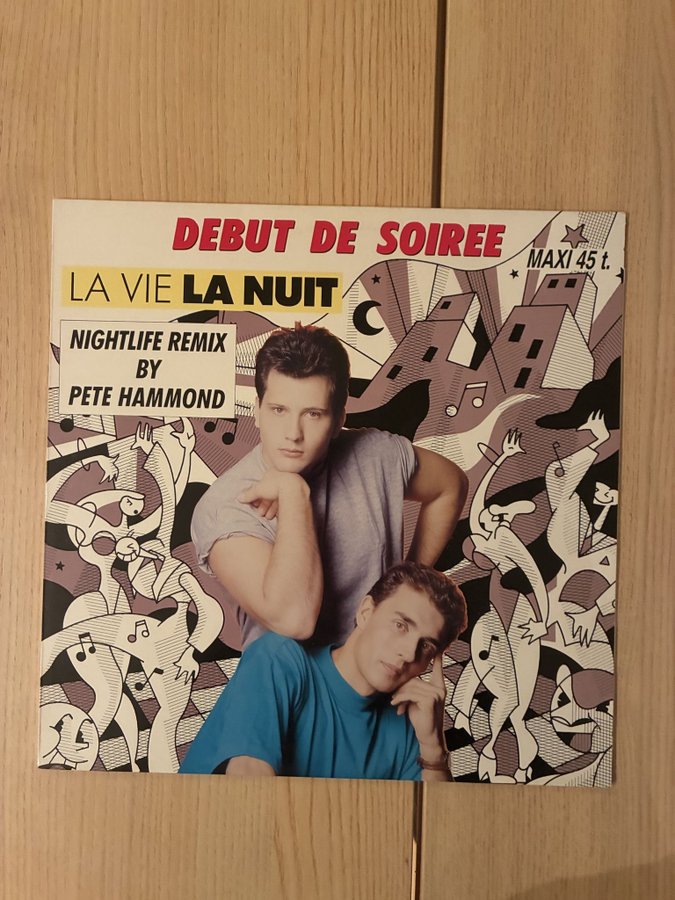 DEBUT DE SOIREE
MAXI 45 t.
LA VIE LA NUIT
NIGHTLIFE REMIX
BY
PETE HAMMOND